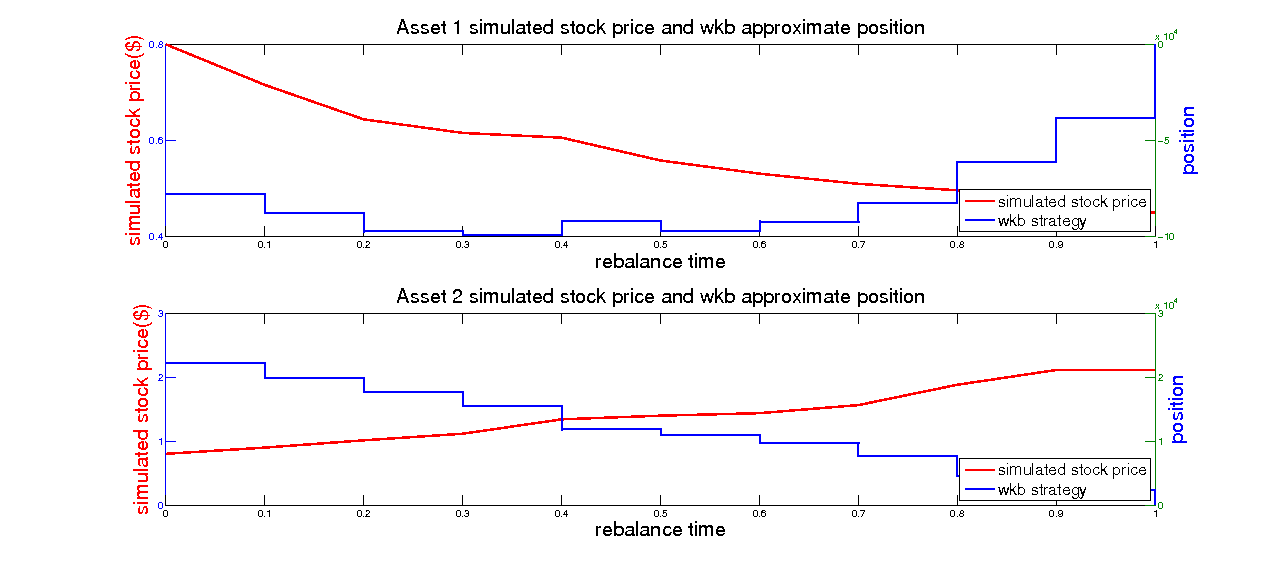 Asset 1 simulated stock price and wkb approximate position
x 10^4
simulated stock price($)
0.8
0.6
0.4
0
-5
-10
position
simulated stock price
wkb strategy
0 0.1 0.2 0.3 0.4 0.5 0.6 0.7 0.8 0.9 1
rebalance time
Asset 2 simulated stock price and wkb approximate position
x 10^4
simulated stock price($)
3
2
1
0
3
2
1
0
position
simulated stock price
wkb strategy
0 0.1 0.2 0.3 0.4 0.5 0.6 0.7 0.8 0.9 1
rebalance time